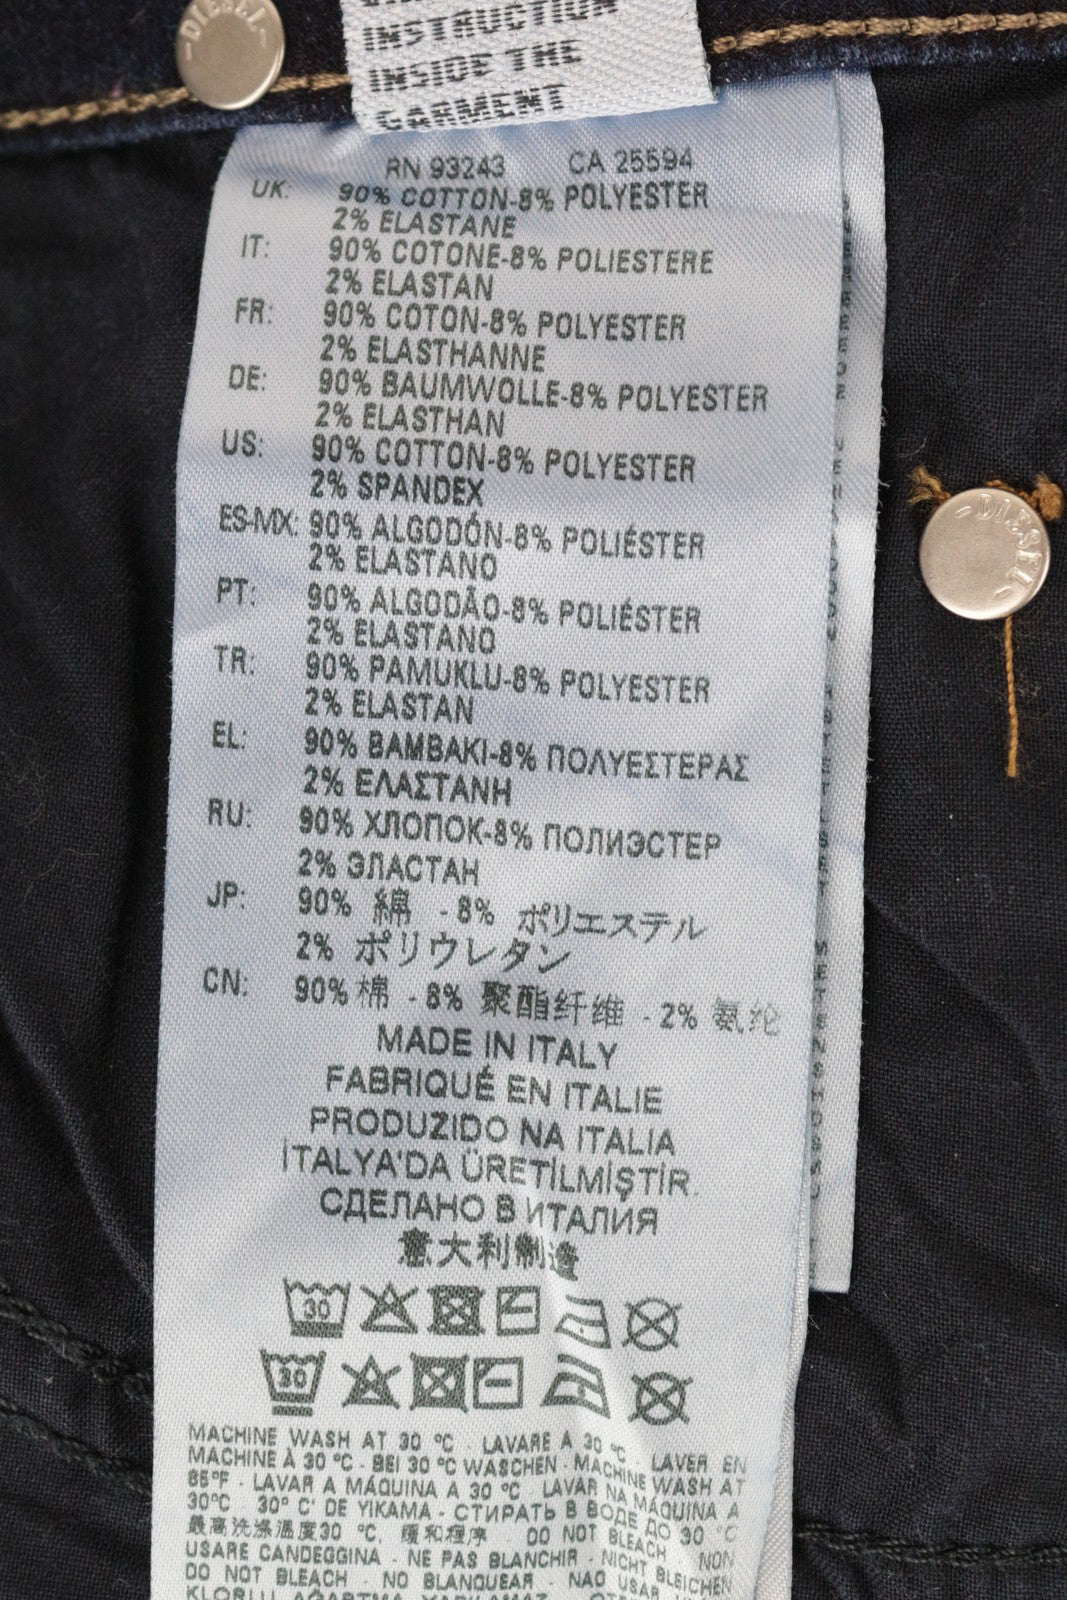 DIESEL
INSTRUCTION
INSIDE THE
GARMENT
RN 93243 CA 25594
UK: 90% COTTON-8% POLYESTER
2% ELASTANE
IT: 90% COTONE-8% POLIESTERE
2% ELASTAN
FR: 90% COTON-8% POLYESTER
2% ELASTHANNE
DE: 90% BAUMWOLLE-8% POLYESTER
2% ELASTHAN
US: 90% COTTON-8% POLYESTER
2% SPANDEX
ES-MX: 90% ALGODÓN-8% POLIÉSTER
2% ELASTANO
PT: 90% ALGODÃO-8% POLIÉSTER
2% ELASTANO
TR: 90% PAMUKLU-8% POLYESTER
2% ELASTAN
EL: 90% ΒΑΜΒΑΚΙ-8% ΠΟΛΥΕΣΤΕΡΑΣ
2% ΕΛΑΣΤΑΝΗ
RU: 90% ХЛОПОК-8% ПОЛИЭСТЕР
2% ЭЛАСТАН
JP: 90% 綿 -8% ポリエステル
2% ポリウレタン
CN: 90% 棉 -8% 聚酯纤维 -2% 氨纶
MADE IN ITALY
FABRIQUÉ EN ITALIE
PRODUZIDO NA ITALIA
İTALYA'DA ÜRETİLMİŞTİR.
СДЕЛАНО В ИТАЛИЯ
意大利制造
30
30
MACHINE WASH AT 30 °C - LAVARE A 30 °C - LAVER EN
MACHINE À 30 °C - BEI 30 °C WASCHEN - MACHINE WASH AT
85°F - LAVAR A MÁQUINA A 30 °C - LAVAR NA MÁQUINA A
30°C - 30° C' DE YIKAMA - СТИРАТЬ В ВОДЕ ДО 30 °C
最高洗涤温度30 °C, 缓和程序 DO NOT BLEACH - NON
USARE CANDEGGINA - NE PAS BLANCHIR - NICHT BLEICHEN
DO NOT BLEACH - NO BLANQUEAR - NAO USAR
DIESEL